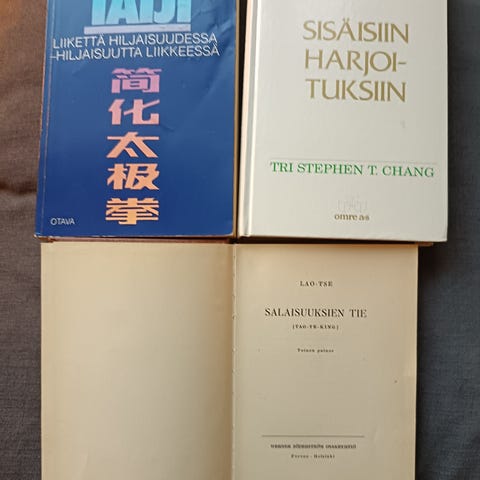 TAIJI
LIIKETTÄ HILJAISUUDESSA
-HILJAISUUTTA LIIKKEESSÄ
简
化
太
极
拳
OTAVA
SISÄISIIN
HARJOI-
TUKSIIN
TRI STEPHEN T. CHANG
omre a·s
LAO-TSE
SALAISUUKSIEN TIE
[TAO-TE-KING]
Toinen painos
WERNER SÖDERSTRÖM OSAKEYHTIÖ
Porvoo - Helsinki